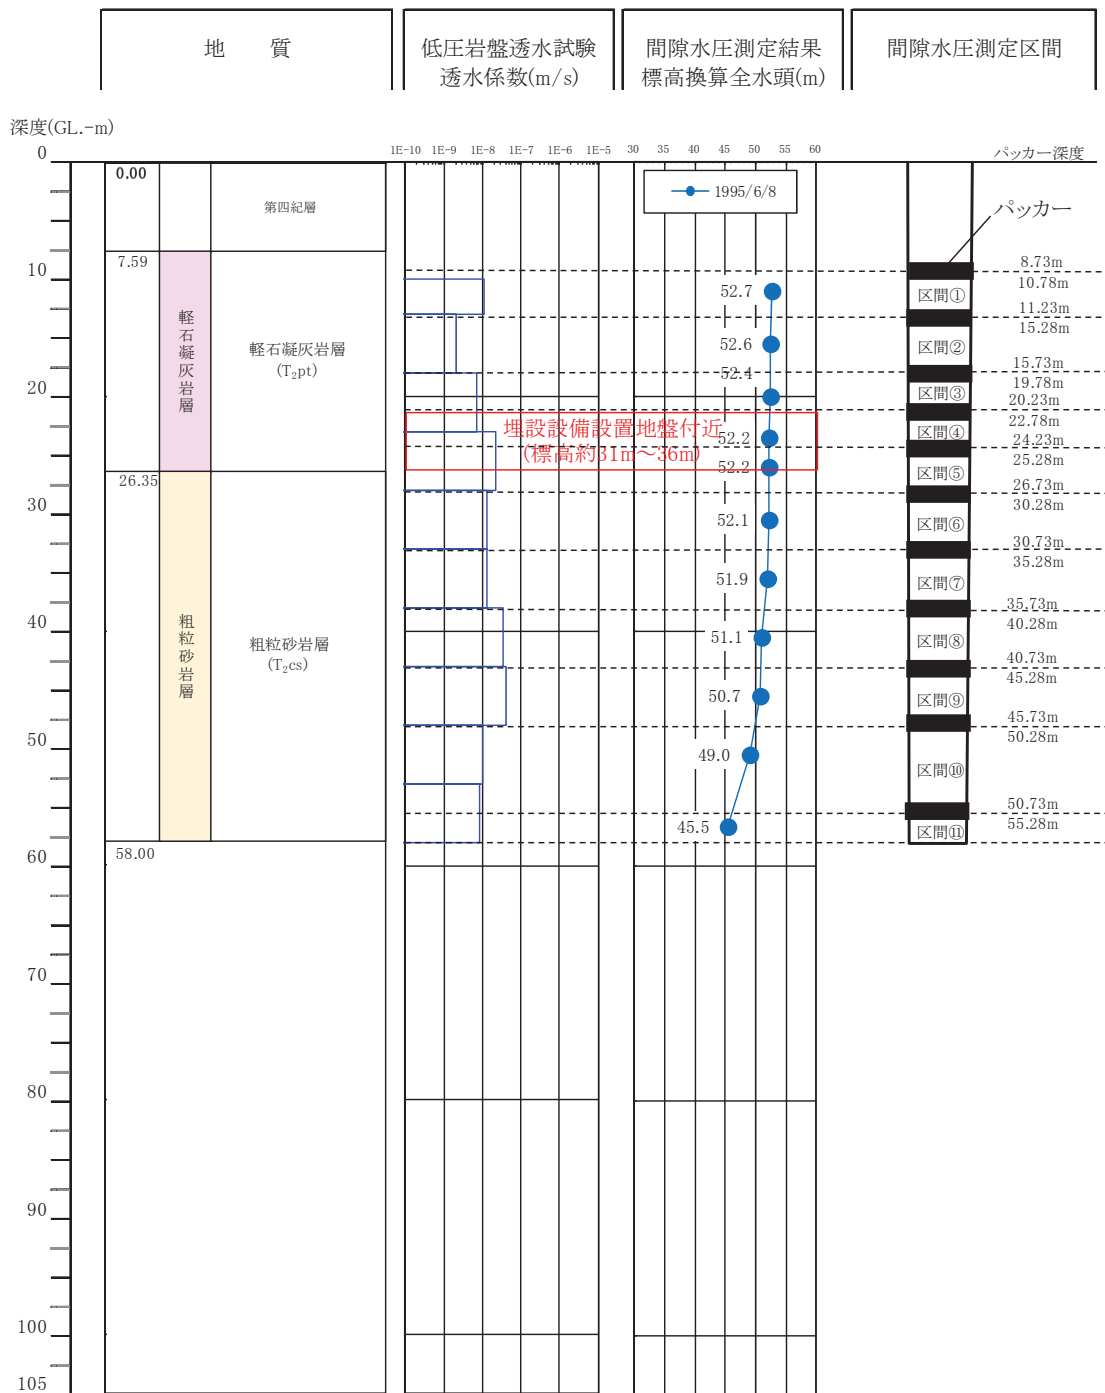 地　質
低圧岩盤透水試験
透水係数(m/s)
間隙水圧測定結果
標高換算全水頭(m)
間隙水圧測定区間
深度(GL.-m)
0
10
20
30
40
50
60
70
80
90
100
105
0.00
第四紀層
7.59
軽石凝灰岩層
軽石凝灰岩層
(T₂pt)
26.35
粗粒砂岩層
粗粒砂岩層
(T₂cs)
58.00
1E-10 1E-9 1E-8 1E-7 1E-6 1E-5
30 35 40 45 50 55 60
1995/6/8
52.7
52.6
52.4
52.2
52.2
52.1
51.9
51.1
50.7
49.0
45.5
埋設設備設置地盤付近
(標高約31m～36m)
パッカー深度
パッカー
区間①
区間②
区間③
区間④
区間⑤
区間⑥
区間⑦
区間⑧
区間⑨
区間⑩
区間⑪
8.73m
10.78m
11.23m
15.28m
15.73m
19.78m
20.23m
22.78m
24.23m
25.28m
26.73m
30.28m
30.73m
35.28m
35.73m
40.28m
40.73m
45.28m
45.73m
50.28m
50.73m
55.28m